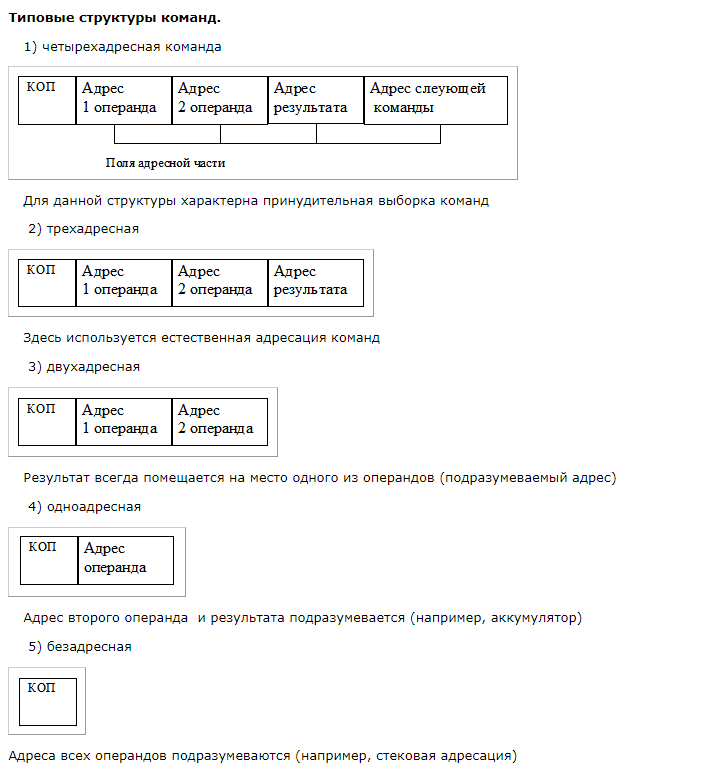 Типовые структуры команд.
1) четырехадресная команда
КОП Адрес Адрес Адрес Адрес слеующей
1 операнда 2 операнда результата команды
Поля адресной части
Для данной структуры характерна принудительная выборка команд
2) трехадресная
КОП Адрес Адрес Адрес
1 операнда 2 операнда результата
Здесь используется естественная адресация команд
3) двухадресная
КОП Адрес Адрес
1 операнда 2 операнда
Результат всегда помещается на место одного из операндов (подразумеваемый адрес)
4) одноадресная
КОП Адрес
операнда
Адрес второго операнда и результата подразумевается (например, аккумулятор)
5) безадресная
КОП
Адреса всех операндов подразумеваются (например, стековая адресация)